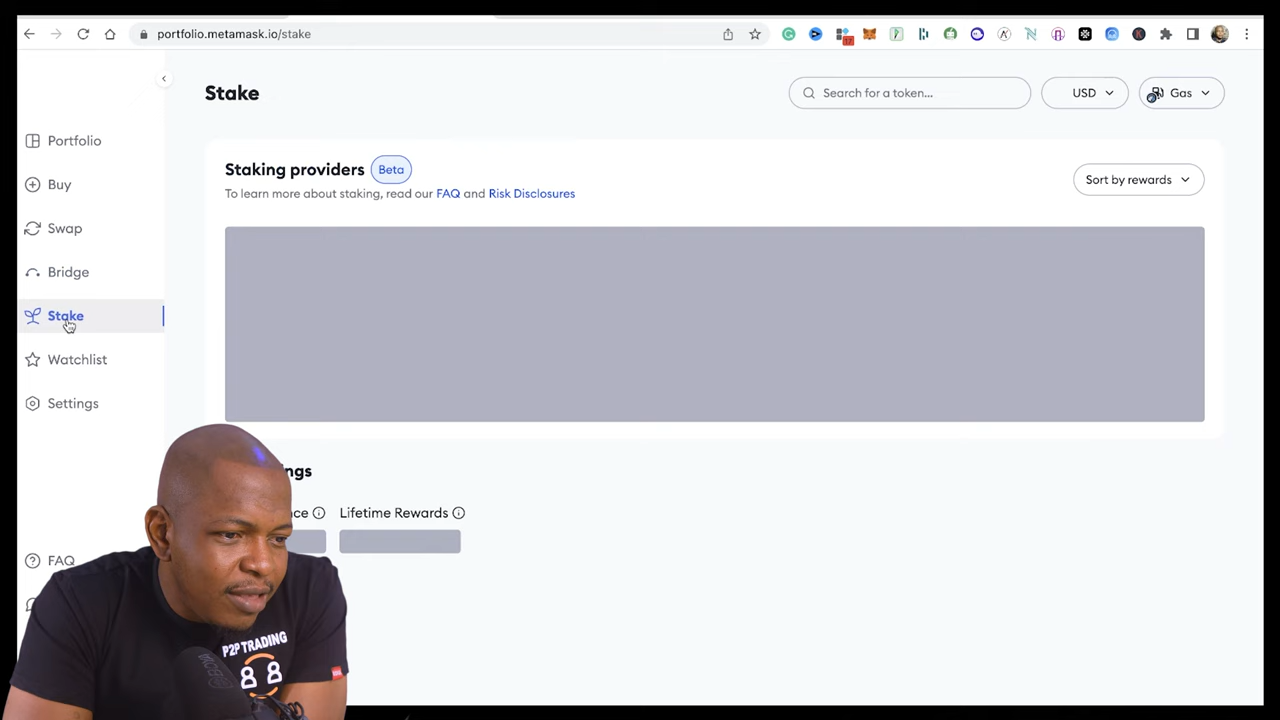 portfolio.metamask.io/stake
17
Stake
Search for a token...
USD
Gas
Portfolio
Buy
Swap
Bridge
Stake
Watchlist
Settings
FAQ
Staking providers
Beta
To learn more about staking, read our FAQ and Risk Disclosures
Sort by rewards
Lifetime Rewards
P2P TRADING
88